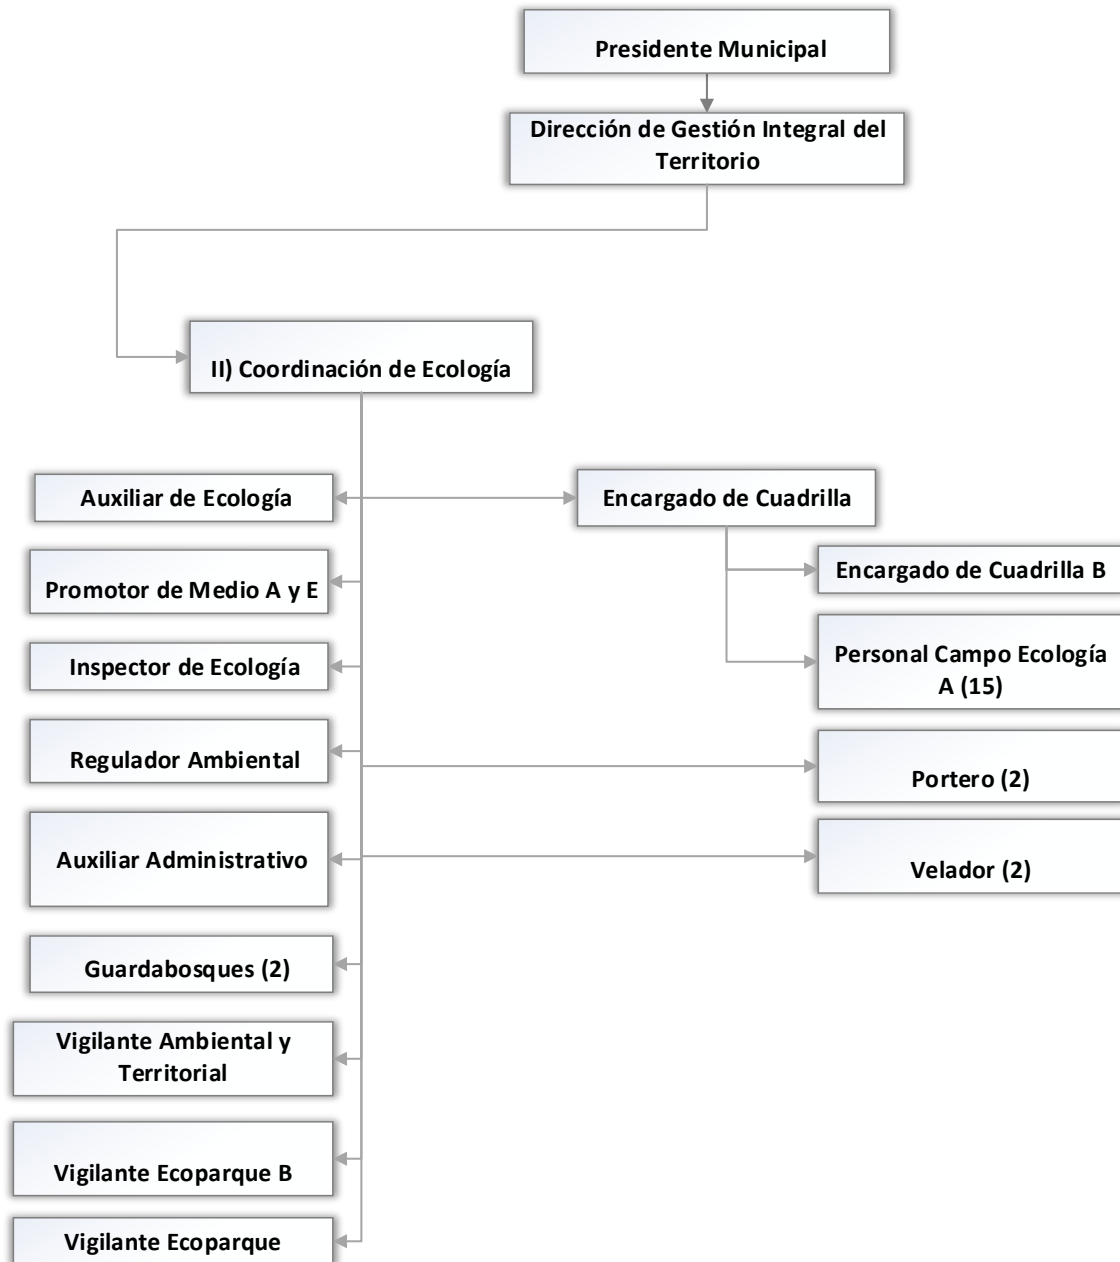 Presidente Municipal
Dirección de Gestión Integral del
Territorio
II) Coordinación de Ecología
Auxiliar de Ecología
Encargado de Cuadrilla
Promotor de Medio A y E
Encargado de Cuadrilla B
Inspector de Ecología
Personal Campo Ecología
A (15)
Regulador Ambiental
Portero (2)
Auxiliar Administrativo
Velador (2)
Guardabosques (2)
Vigilante Ambiental y
Territorial
Vigilante Ecoparque B
Vigilante Ecoparque